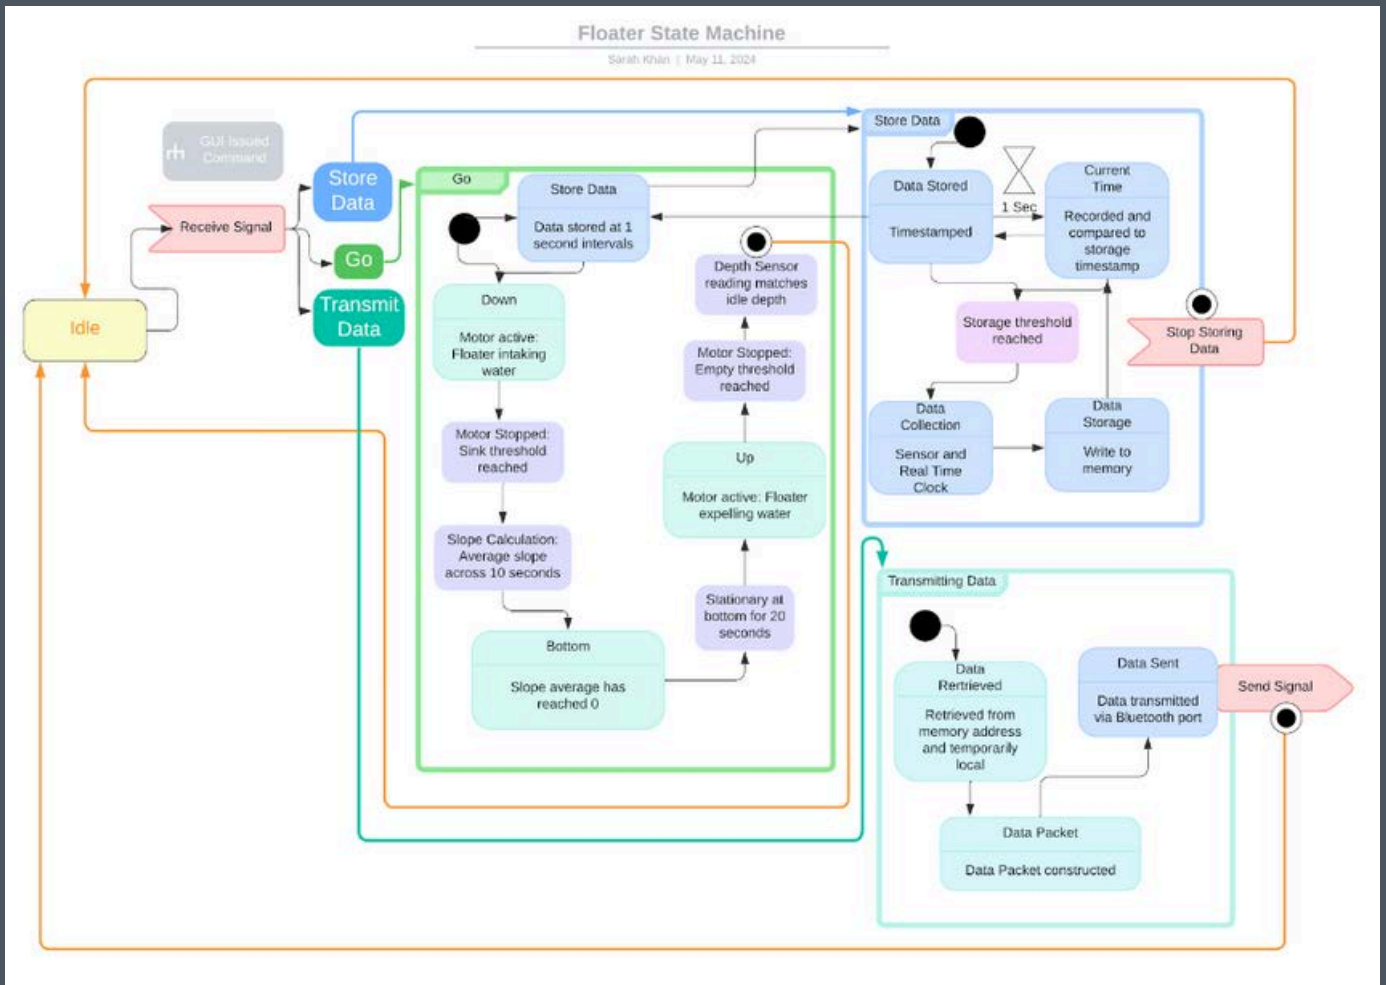 Floater State Machine
Sarah Khan | May 11, 2024
GUI Issued
Command
Receive Signal
Idle
Store
Data
Go
Transmit
Data
Go
Store Data
Data stored at 1
second intervals
Down
Motor active:
Floater intaking
water
Motor Stopped:
Sink threshold
reached
Slope Calculation:
Average slope
across 10 seconds
Bottom
Slope average has
reached 0
Stationary at
bottom for 20
seconds
Up
Motor active: Floater
expelling water
Motor Stopped:
Empty threshold
reached
Depth Sensor
reading matches
idle depth
Store Data
Data Stored
Timestamped
1 Sec
Current
Time
Recorded and
compared to
storage
timestamp
Storage threshold
reached
Data
Collection
Sensor and
Real Time
Clock
Data
Storage
Write to
memory
Stop Storing
Data
Transmitting Data
Data
Rertrieved
Retrieved from
memory address
and temporarily
local
Data Packet
Data Packet constructed
Data Sent
Data transmitted
via Bluetooth port
Send Signal